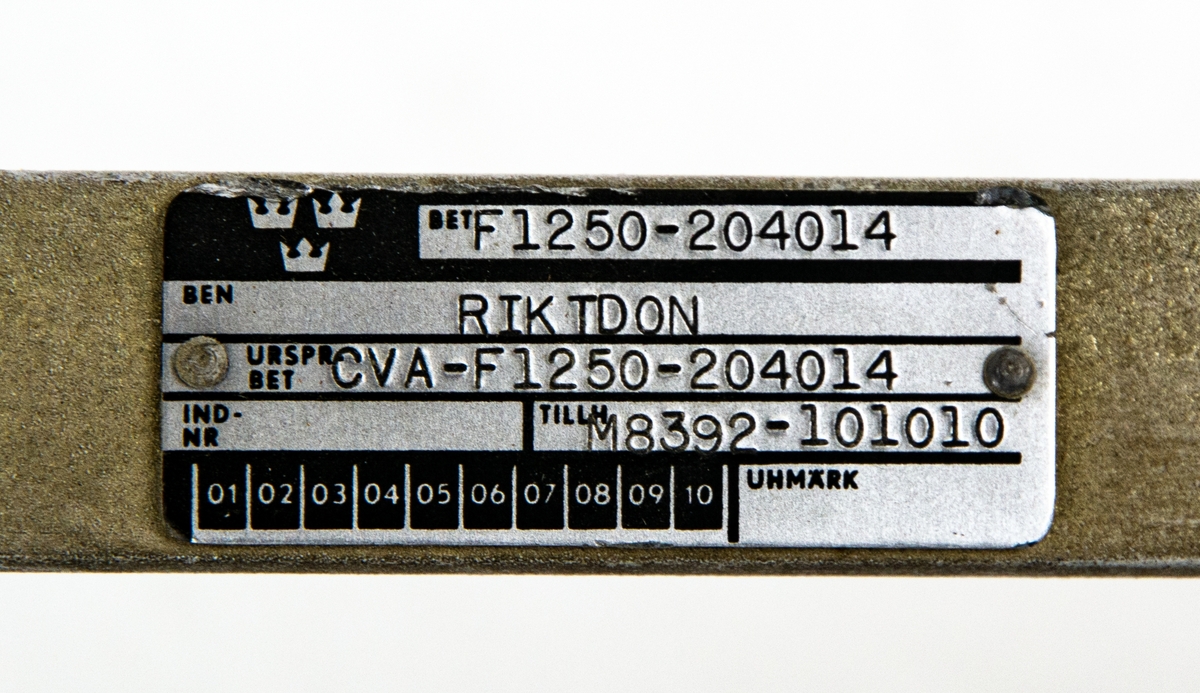 BET F1250-204014
BEN RIKTDON
URSPR BET CVA-F1250-204014
IND-NR TILLH M8392-101010
01 02 03 04 05 06 07 08 09 10 UHMÄRK